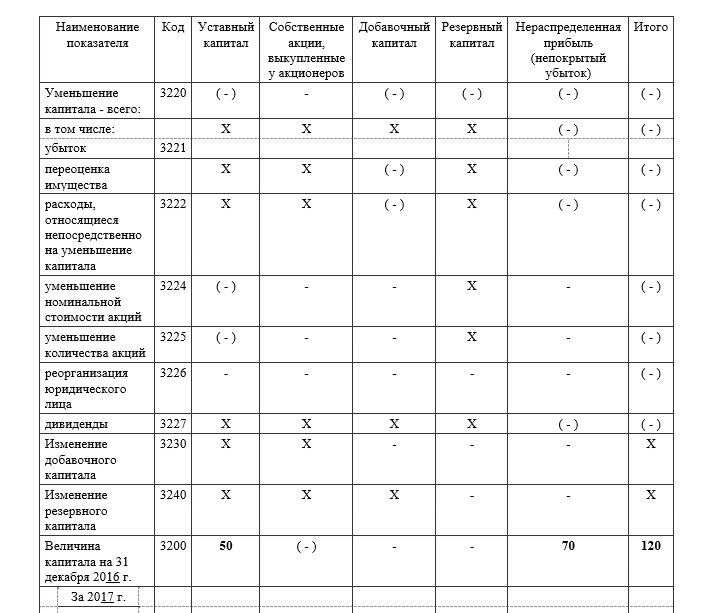 Наименование показателя Код Уставный капитал Собственные акции, выкупленные у акционеров Добавочный капитал Резервный капитал Нераспределенная прибыль (непокрытый убыток) Итого
Уменьшение капитала - всего: 3220 ( - ) - ( - ) ( - ) ( - ) ( - )
в том числе: X X X X ( - ) ( - )
убыток 3221
переоценка имущества X X ( - ) X ( - ) ( - )
расходы, относящиеся непосредственно на уменьшение капитала 3222 X X ( - ) X ( - ) ( - )
уменьшение номинальной стоимости акций 3224 ( - ) - - X - ( - )
уменьшение количества акций 3225 ( - ) - - X - ( - )
реорганизация юридического лица 3226 - - - - - ( - )
дивиденды 3227 X X X X ( - ) ( - )
Изменение добавочного капитала 3230 X X - - - X
Изменение резервного капитала 3240 X X X - - X
Величина капитала на 31 декабря 2016 г. 3200 50 ( - ) - - 70 120
За 2017 г.